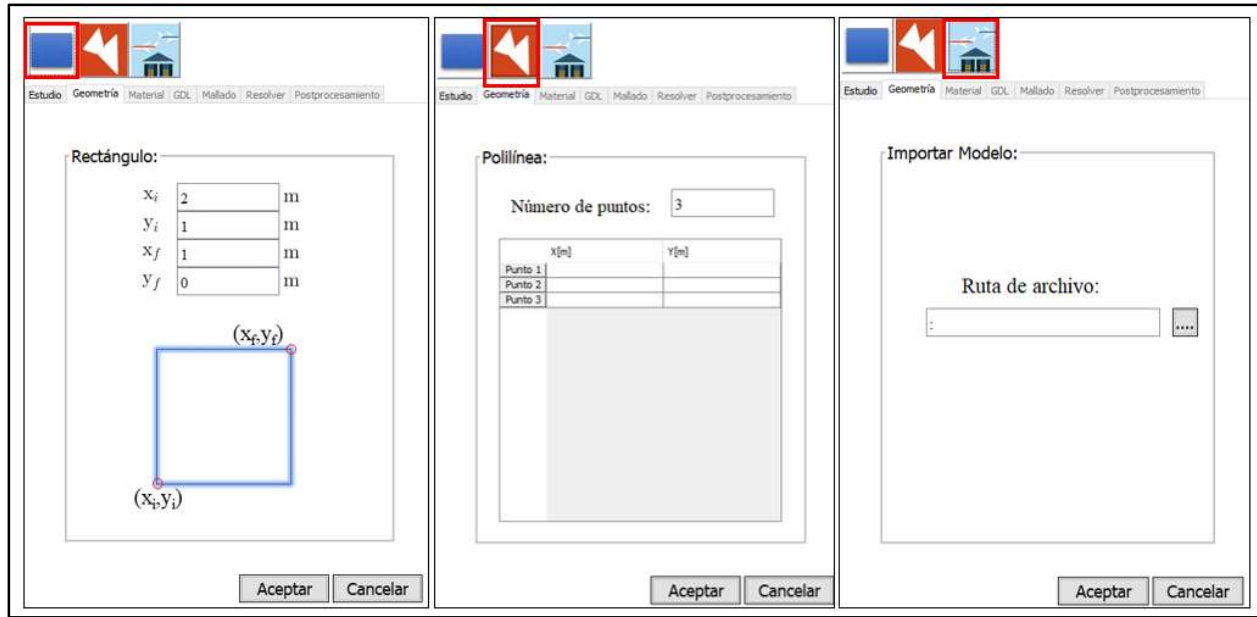 Estudio Geometría Material GDL Mallado Resolver Postprocesamiento
Rectángulo:
xi 2 m
yi 1 m
xf 1 m
yf 0 m
(xf,yf)
(xi,yi)
Aceptar Cancelar
Estudio Geometría Material GDL Mallado Resolver Postprocesamiento
Polilínea:
Número de puntos: 3
X[m] Y[m]
Punto 1
Punto 2
Punto 3
Aceptar Cancelar
Estudio Geometría Material GDL Mallado Resolver Postprocesamiento
Importar Modelo:
Ruta de archivo:
: ....
Aceptar Cancelar